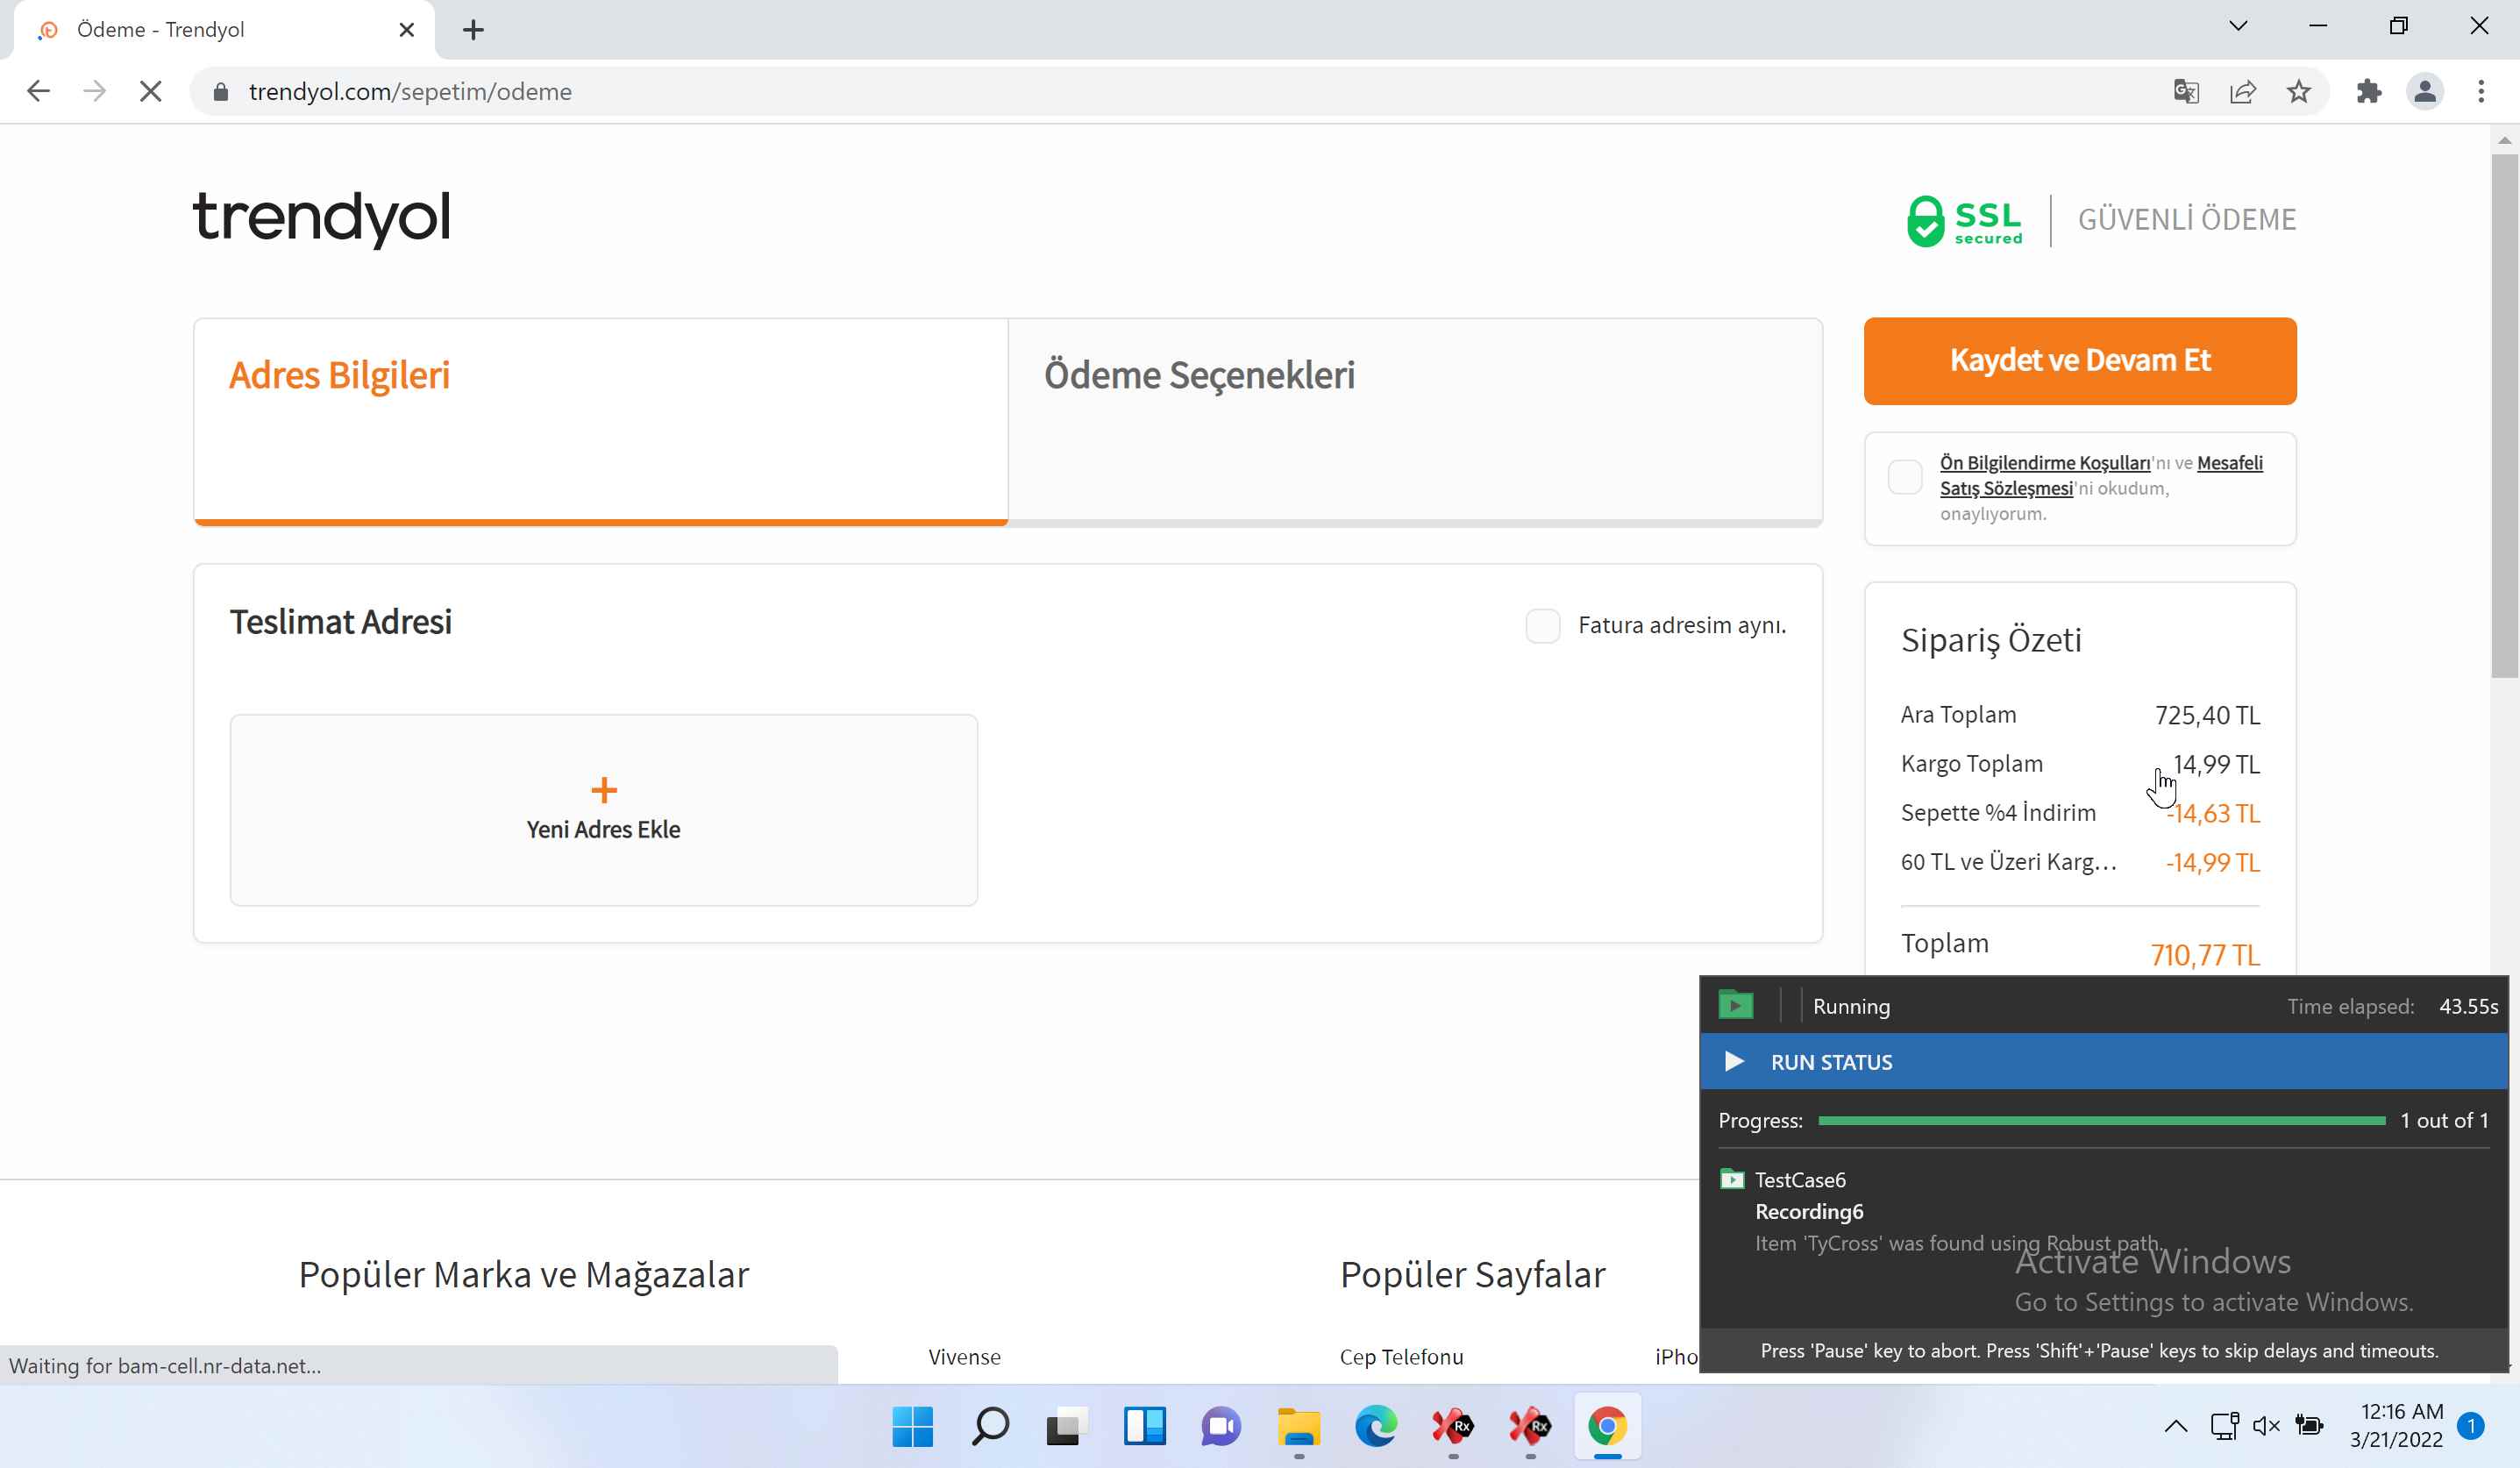 Ödeme - Trendyol
trendyol.com/sepetim/odeme
trendyol
SSL
secured
GÜVENLİ ÖDEME
Adres Bilgileri
Ödeme Seçenekleri
Kaydet ve Devam Et
Ön Bilgilendirme Koşulları'nı ve Mesafeli
Satış Sözleşmesi'ni okudum,
onaylıyorum.
Teslimat Adresi
Fatura adresim aynı.
Yeni Adres Ekle
Sipariş Özeti
Ara Toplam 725,40 TL
Kargo Toplam 14,99 TL
Sepette %4 İndirim -14,63 TL
60 TL ve Üzeri Karg... -14,99 TL
Toplam 710,77 TL
Running
Time elapsed: 43.55s
RUN STATUS
Progress: 1 out of 1
TestCase6
Recording6
Item 'TyCross' was found using Robust path.
Activate Windows
Go to Settings to activate Windows.
Press 'Pause' key to abort. Press 'Shift'+'Pause' keys to skip delays and timeouts.
Popüler Marka ve Mağazalar
Popüler Sayfalar
Vivense
Cep Telefonu
iPho
Waiting for bam-cell.nr-data.net...
Rx
Rx
12:16 AM
3/21/2022
1